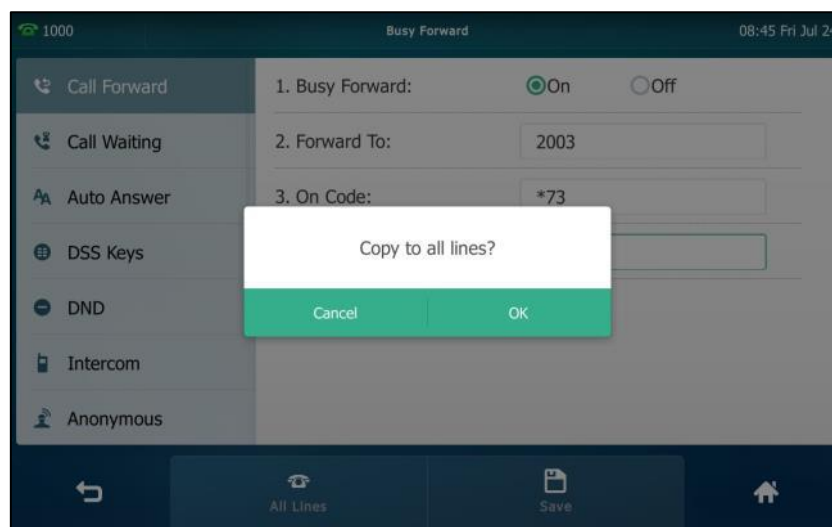 1000 Busy Forward 08:45 Fri Jul 24
Call Forward 1. Busy Forward: On Off
Call Waiting 2. Forward To: 2003
Auto Answer 3. On Code: *73
DSS Keys
Copy to all lines?
DND Cancel OK
Intercom
Anonymous
All Lines Save